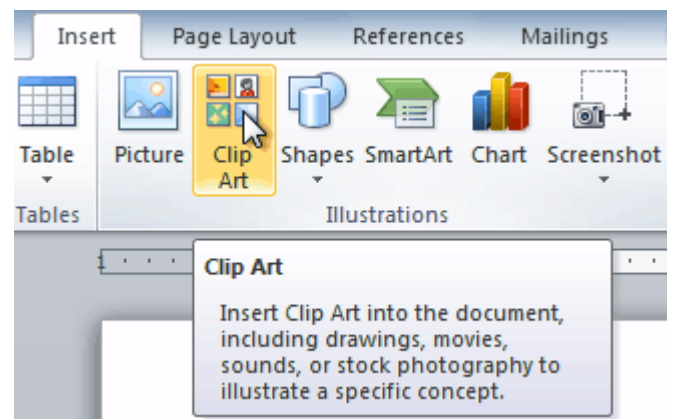 Insert Page Layout References Mailings
Table Picture Clip Art Shapes SmartArt Chart Screenshot
Tables Illustrations
1
Clip Art
Insert Clip Art into the document,
including drawings, movies,
sounds, or stock photography to
illustrate a specific concept.